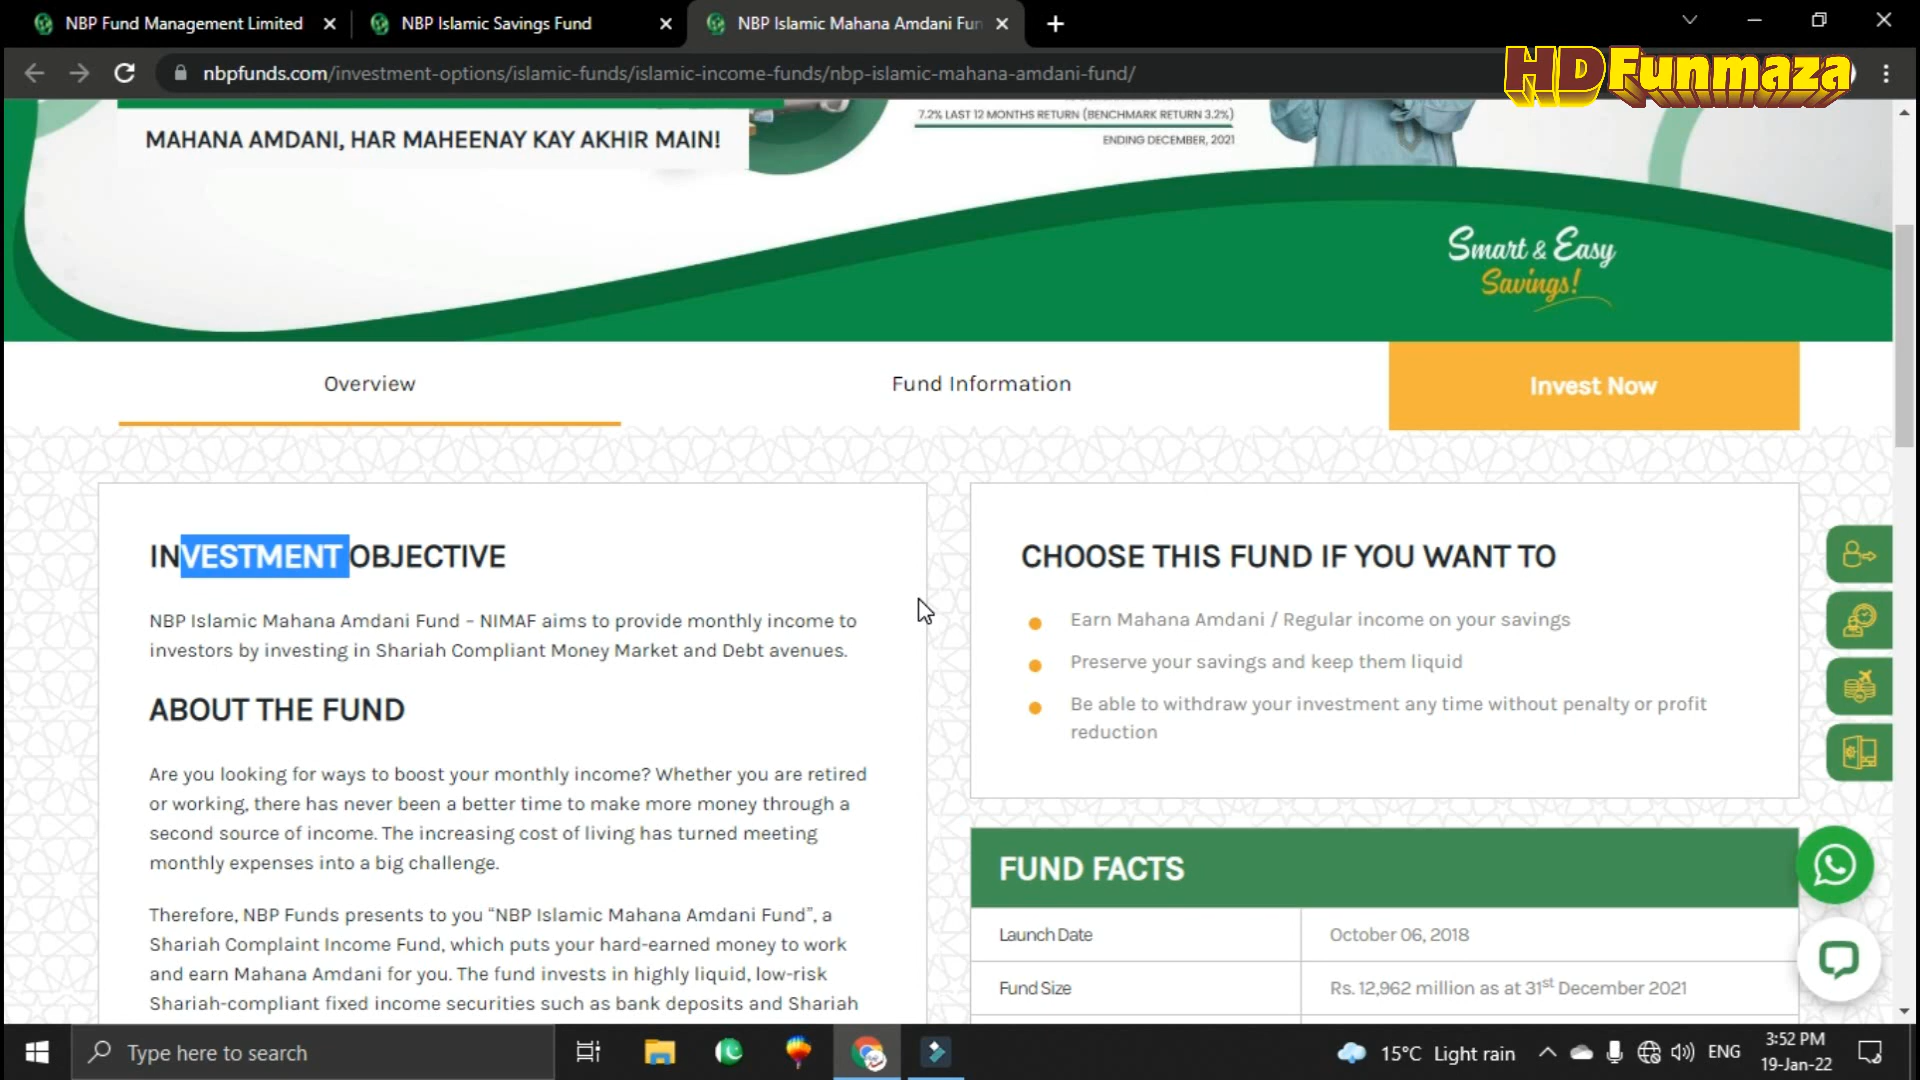 NBP Fund Management Limited
NBP Islamic Savings Fund
NBP Islamic Mahana Amdani Fun
nbpfunds.com/investment-options/islamic-funds/islamic-income-funds/nbp-islamic-mahana-amdani-fund/
HDFunmaza
7.2% LAST 12 MONTHS RETURN (BENCHMARK RETURN 3.2%)
MAHANA AMDANI, HAR MAHEENAY KAY AKHIR MAIN!
ENDING DECEMBER, 2021
Smart & Easy
Savings!
Overview
Fund Information
Invest Now
INVESTMENT OBJECTIVE
NBP Islamic Mahana Amdani Fund – NIMAF aims to provide monthly income to
investors by investing in Shariah Compliant Money Market and Debt avenues.
ABOUT THE FUND
Are you looking for ways to boost your monthly income? Whether you are retired
or working, there has never been a better time to make more money through a
second source of income. The increasing cost of living has turned meeting
monthly expenses into a big challenge.
Therefore, NBP Funds presents to you “NBP Islamic Mahana Amdani Fund”, a
Shariah Complaint Income Fund, which puts your hard-earned money to work
and earn Mahana Amdani for you. The fund invests in highly liquid, low-risk
Shariah-compliant fixed income securities such as bank deposits and Shariah
CHOOSE THIS FUND IF YOU WANT TO
Earn Mahana Amdani / Regular income on your savings
Preserve your savings and keep them liquid
Be able to withdraw your investment any time without penalty or profit
reduction
FUND FACTS
Launch Date October 06, 2018
Fund Size Rs. 12,962 million as at 31st December 2021
Type here to search
15°C Light rain
ENG
3:52 PM
19-Jan-22